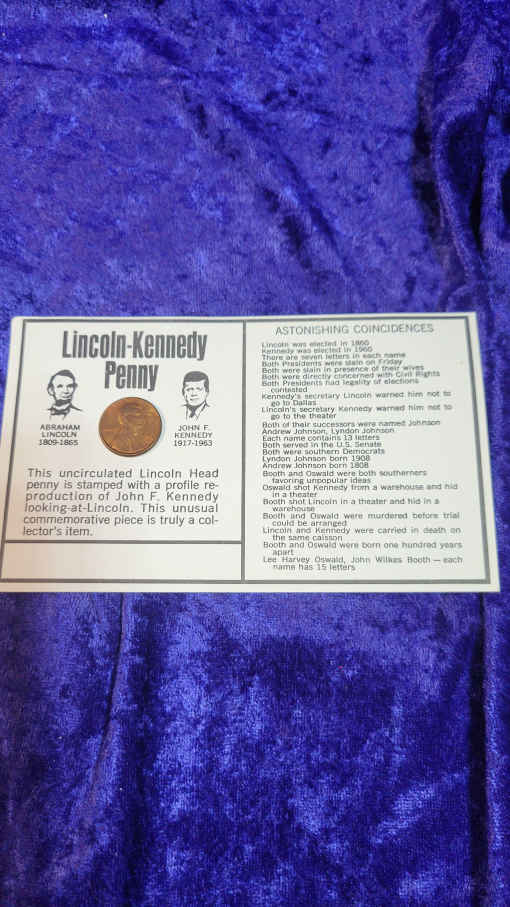 Lincoln-Kennedy
Penny
ABRAHAM
LINCOLN
1809-1865
JOHN F.
KENNEDY
1917-1963
This uncirculated Lincoln Head
penny is stamped with a profile re-
production of John F. Kennedy
looking-at-Lincoln. This unusual
commemorative piece is truly a col-
lector's item.
ASTONISHING COINCIDENCES
Lincoln was elected in 1860
Kennedy was elected in 1960
There are seven letters in each name
Both Presidents were slain on Friday
Both were slain in presence of their wives
Both were directly concerned with Civil Rights
Both Presidents had legality of elections
contested
Kennedy's secretary Lincoln warned him not to
go to Dallas
Lincoln's secretary Kennedy warned him not to
go to the theater
Both of their successors were named Johnson
Andrew Johnson, Lyndon Johnson
Each name contains 13 letters
Both served in the U.S. Senate
Both were southern Democrats
Lyndon Johnson born 1908
Andrew Johnson born 1808
Booth and Oswald were both southerners
favoring unpopular ideas
Oswald shot Kennedy from a warehouse and hid
in a theater
Booth shot Lincoln in a theater and hid in a
warehouse
Booth and Oswald were murdered before trial
could be arranged
Lincoln and Kennedy were carried in death on
the same caisson
Booth and Oswald were born one hundred years
apart
Lee Harvey Oswald, John Wilkes Booth — each
name has 15 letters